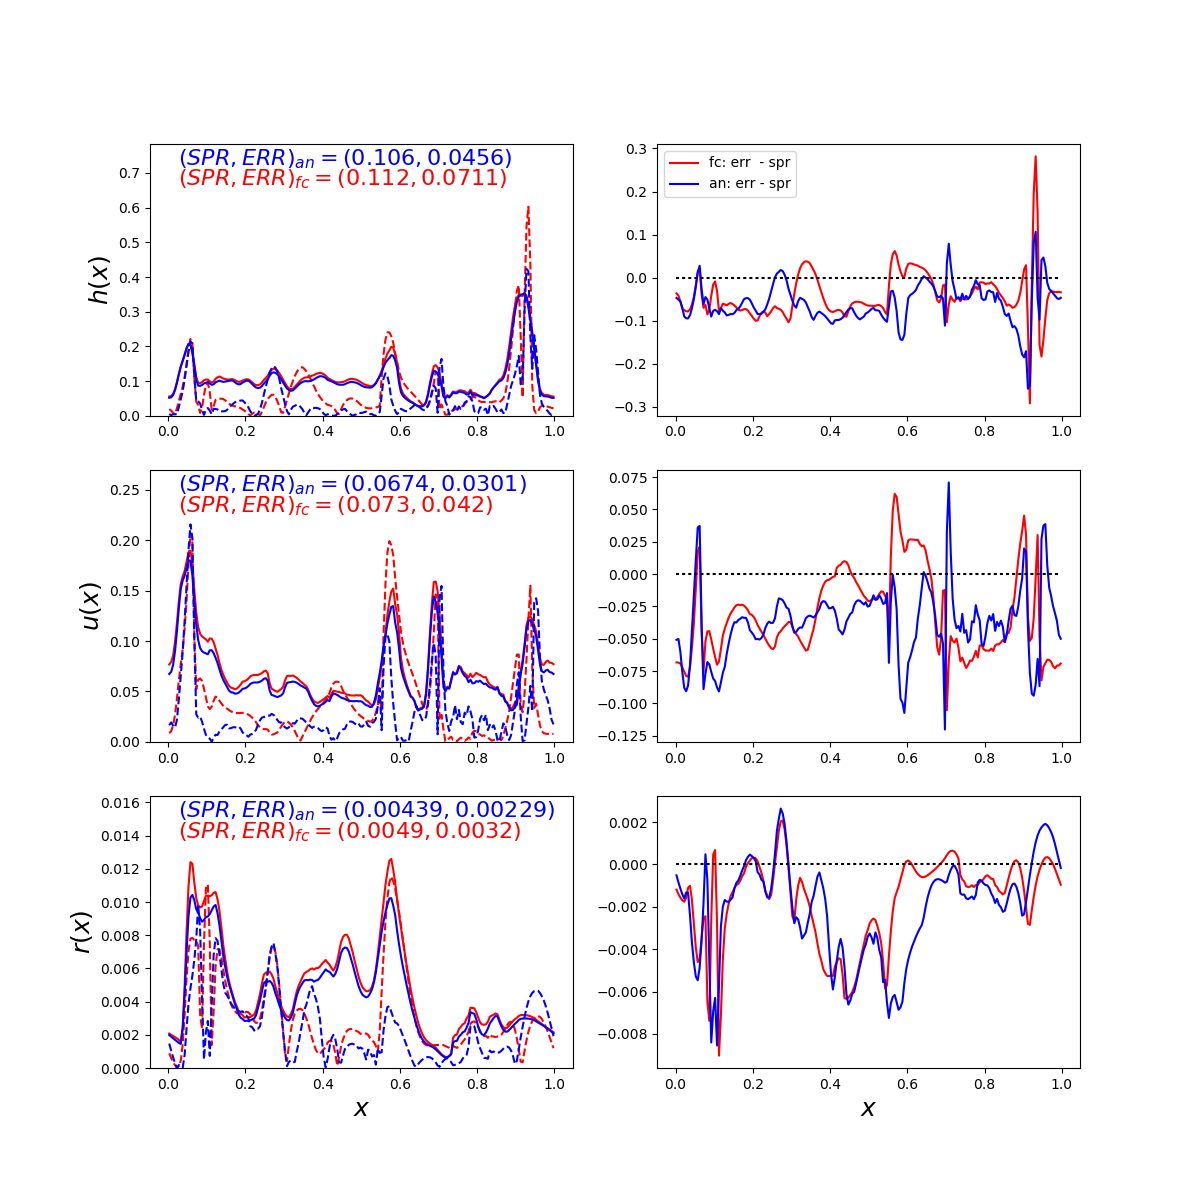 (SPR, ERR)an = (0.106, 0.0456)
(SPR, ERR)fc = (0.112, 0.0711)
h(x)
0.7
0.6
0.5
0.4
0.3
0.2
0.1
0.0
0.0 0.2 0.4 0.6 0.8 1.0
fc: err - spr
an: err - spr
0.3
0.2
0.1
0.0
−0.1
−0.2
−0.3
0.0 0.2 0.4 0.6 0.8 1.0
(SPR, ERR)an = (0.0674, 0.0301)
(SPR, ERR)fc = (0.073, 0.042)
u(x)
0.25
0.20
0.15
0.10
0.05
0.00
0.0 0.2 0.4 0.6 0.8 1.0
0.075
0.050
0.025
0.000
−0.025
−0.050
−0.075
−0.100
−0.125
0.0 0.2 0.4 0.6 0.8 1.0
(SPR, ERR)an = (0.00439, 0.00229)
(SPR, ERR)fc = (0.0049, 0.0032)
r(x)
0.016
0.014
0.012
0.010
0.008
0.006
0.004
0.002
0.000
0.0 0.2 0.4 0.6 0.8 1.0
x
0.002
0.000
−0.002
−0.004
−0.006
−0.008
0.0 0.2 0.4 0.6 0.8 1.0
x